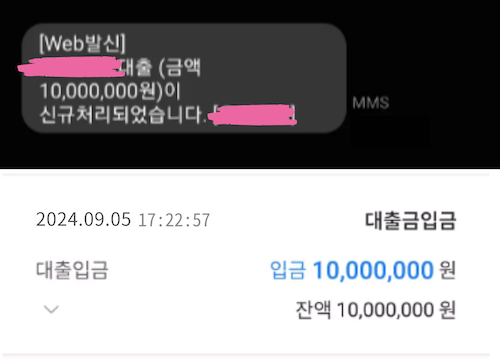 [Web발신]
대출 (금액
10,000,000원)이
신규처리되었습니다. [
MMS
2024.09.05 17:22:57 대출금입금
대출입금 입금 10,000,000 원
잔액 10,000,000 원